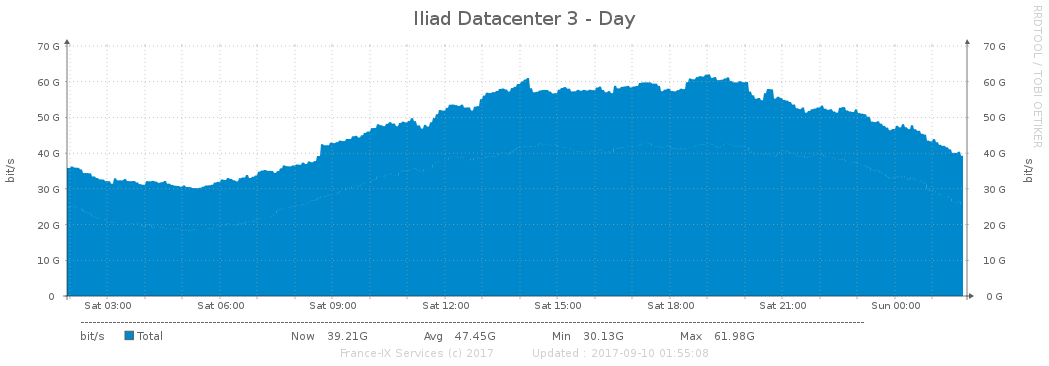 Iliad Datacenter 3 - Day
RRDTOOL / TOBI OETIKER
bit/s
bit/s
70 G 70 G
60 G 60 G
50 G 50 G
40 G 40 G
30 G 30 G
20 G 20 G
10 G 10 G
0 0 G
Sat 03:00 Sat 06:00 Sat 09:00 Sat 12:00 Sat 15:00 Sat 18:00 Sat 21:00 Sun 00:00
bit/s Total Now 39.21G Avg 47.45G Min 30.13G Max 61.98G
France-IX Services (c) 2017 Updated : 2017-09-10 01:55:08